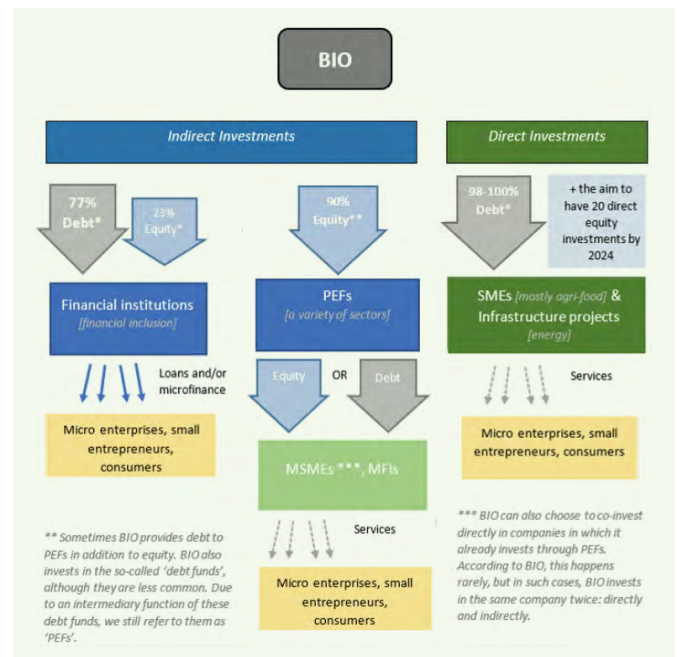 BIO
Indirect Investments
Direct Investments
77%
Debt*
23%
Equity*
90%
Equity**
98-100%
Debt*
+ the aim to
have 20 direct
equity
investments by
2024
Financial institutions
[financial inclusion]
PEFs
[a variety of sectors]
SMEs [mostly agri-food] &
Infrastructure projects
[energy]
Loans and/or
microfinance
Equity
OR
Debt
Services
Micro enterprises, small
entrepreneurs,
consumers
MSMEs ***, MFIs
Micro enterprises, small
entrepreneurs,
consumers
Services
Micro enterprises, small
entrepreneurs,
consumers
** Sometimes BIO provides debt to
PEFs in addition to equity. BIO also
invests in the so-called ‘debt funds’,
although they are less common. Due
to an intermediary function of these
debt funds, we still refer to them as
‘PEFs’.
*** BIO can also choose to co-invest
directly in companies in which it
already invests through PEFs.
According to BIO, this happens
rarely, but in such cases, BIO invests
in the same company twice: directly
and indirectly.